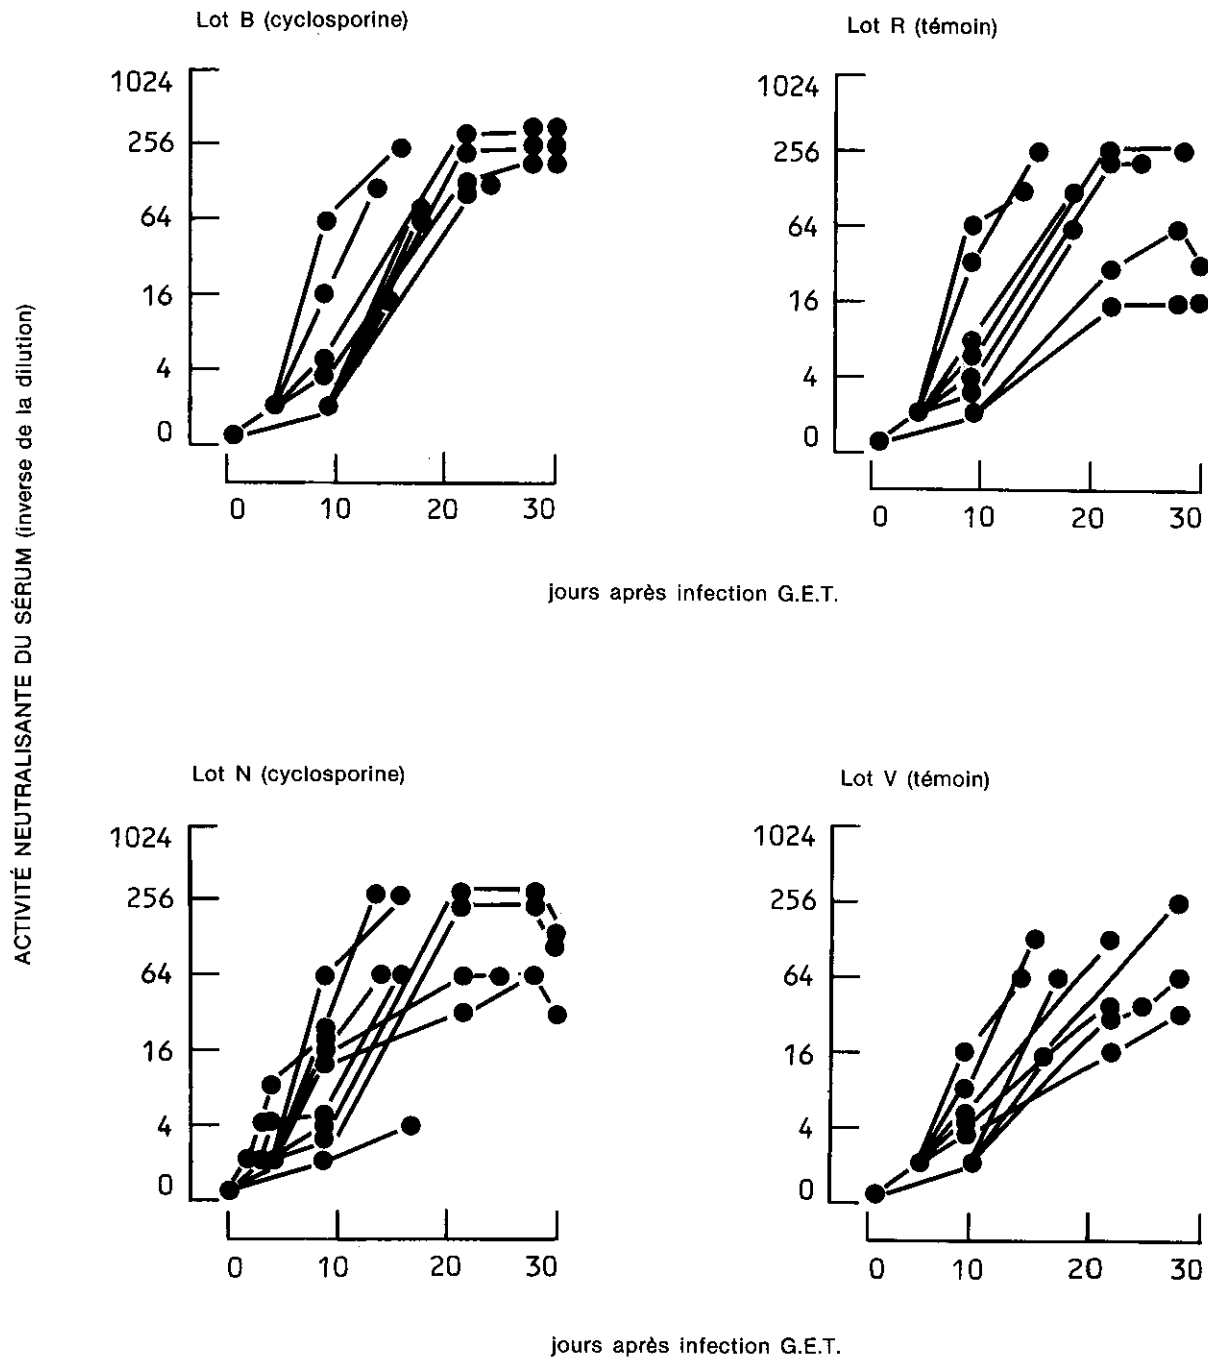 ACTIVITÉ NEUTRALISANTE DU SÉRUM (inverse de la dilution)
Lot B (cyclosporine)
1024
256
64
16
4
0
0 10 20 30
Lot R (témoin)
1024
256
64
16
4
0
0 10 20 30
jours après infection G.E.T.
Lot N (cyclosporine)
1024
256
64
16
4
0
0 10 20 30
Lot V (témoin)
1024
256
64
16
4
0
0 10 20 30
jours après infection G.E.T.